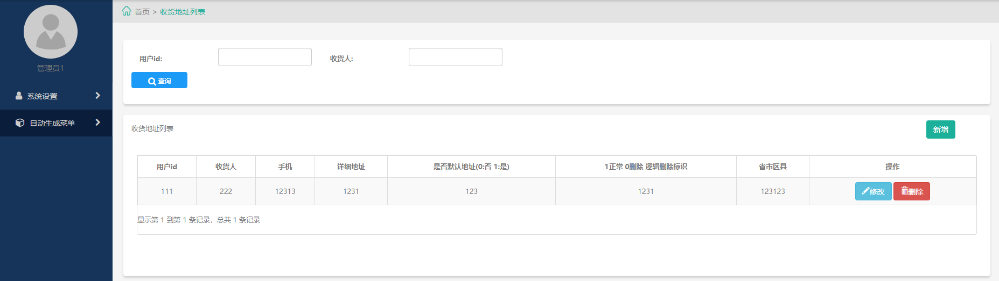 首页 > 收货地址列表
管理员1
系统设置
自动生成菜单
用户id: 收货人:
查询
收货地址列表
新增
用户id 收货人 手机 详细地址 是否默认地址(0:否 1:是) 1正常 0删除 逻辑删除标识 省市区县 操作
111 222 12313 1231 123 1231 123123 修改 删除
显示第 1 到第 1 条记录，总共 1 条记录